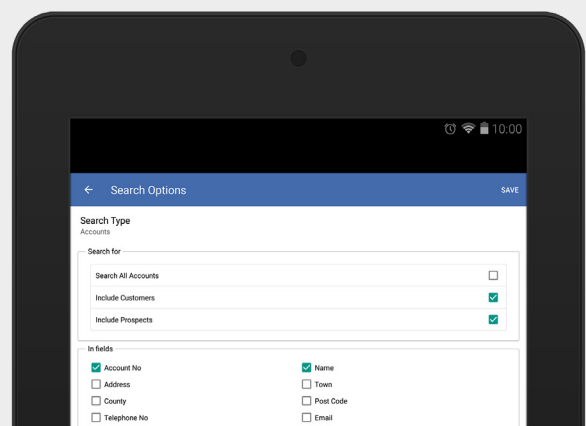 10:00
Search Options SAVE
Search Type
Accounts
Search for
Search All Accounts
Include Customers
Include Prospects
In fields
Account No Name
Address Town
County Post Code
Telephone No Email